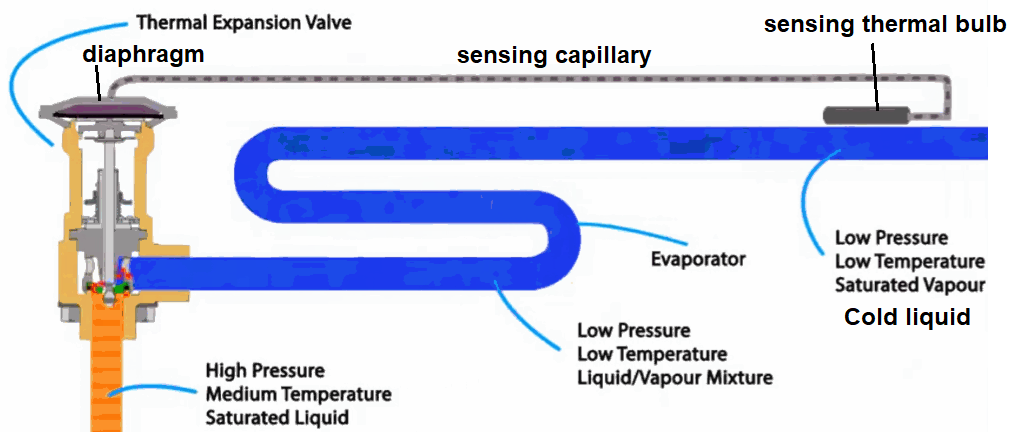 Thermal Expansion Valve
diaphragm
sensing capillary
sensing thermal bulb
Evaporator
Low Pressure
Low Temperature
Saturated Vapour
Cold liquid
Low Pressure
Low Temperature
Liquid/Vapour Mixture
High Pressure
Medium Temperature
Saturated Liquid